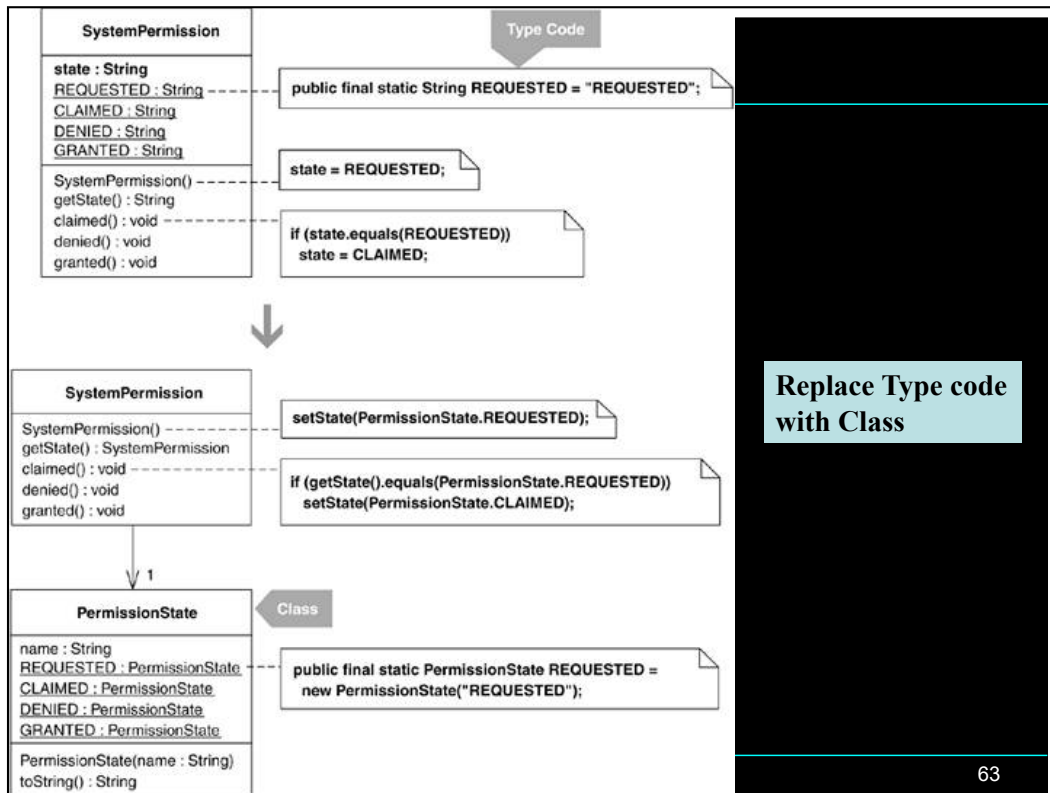 SystemPermission
Type Code
state : String
REQUESTED : String
CLAIMED : String
DENIED : String
GRANTED : String
public final static String REQUESTED = "REQUESTED";
SystemPermission()
getState() : String
claimed() : void
denied() : void
granted() : void
state = REQUESTED;
if (state.equals(REQUESTED))
state = CLAIMED;
SystemPermission
SystemPermission()
getState() : SystemPermission
claimed() : void
denied() : void
granted() : void
setState(PermissionState.REQUESTED);
if (getState().equals(PermissionState.REQUESTED))
setState(PermissionState.CLAIMED);
Replace Type code
with Class
1
PermissionState
Class
name : String
REQUESTED : PermissionState
CLAIMED : PermissionState
DENIED : PermissionState
GRANTED : PermissionState
public final static PermissionState REQUESTED =
new PermissionState("REQUESTED");
PermissionState(name : String)
toString() : String
63